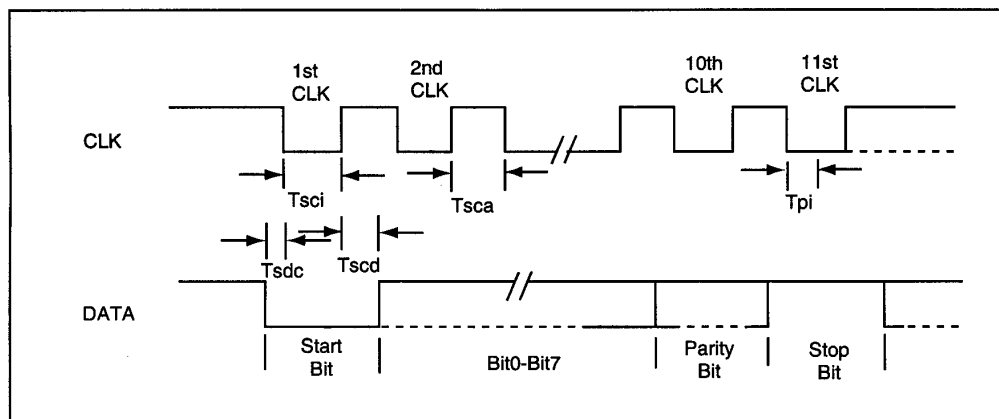 1st
CLK
2nd
CLK
10th
CLK
11st
CLK
CLK
Tsci
Tsca
Tpi
Tsdc
Tscd
DATA
Start
Bit
Bit0-Bit7
Parity
Bit
Stop
Bit